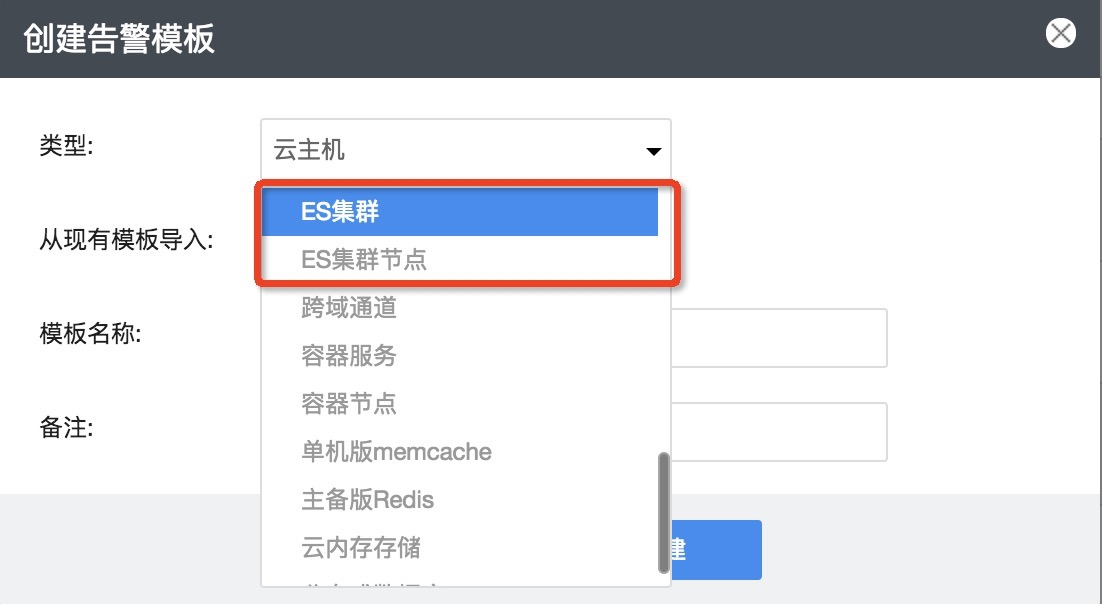 创建告警模板
类型:
云主机
ES集群
从现有模板导入:
ES集群节点
跨域通道
模板名称:
容器服务
容器节点
备注:
单机版memcache
主备版Redis
云内存存储
建